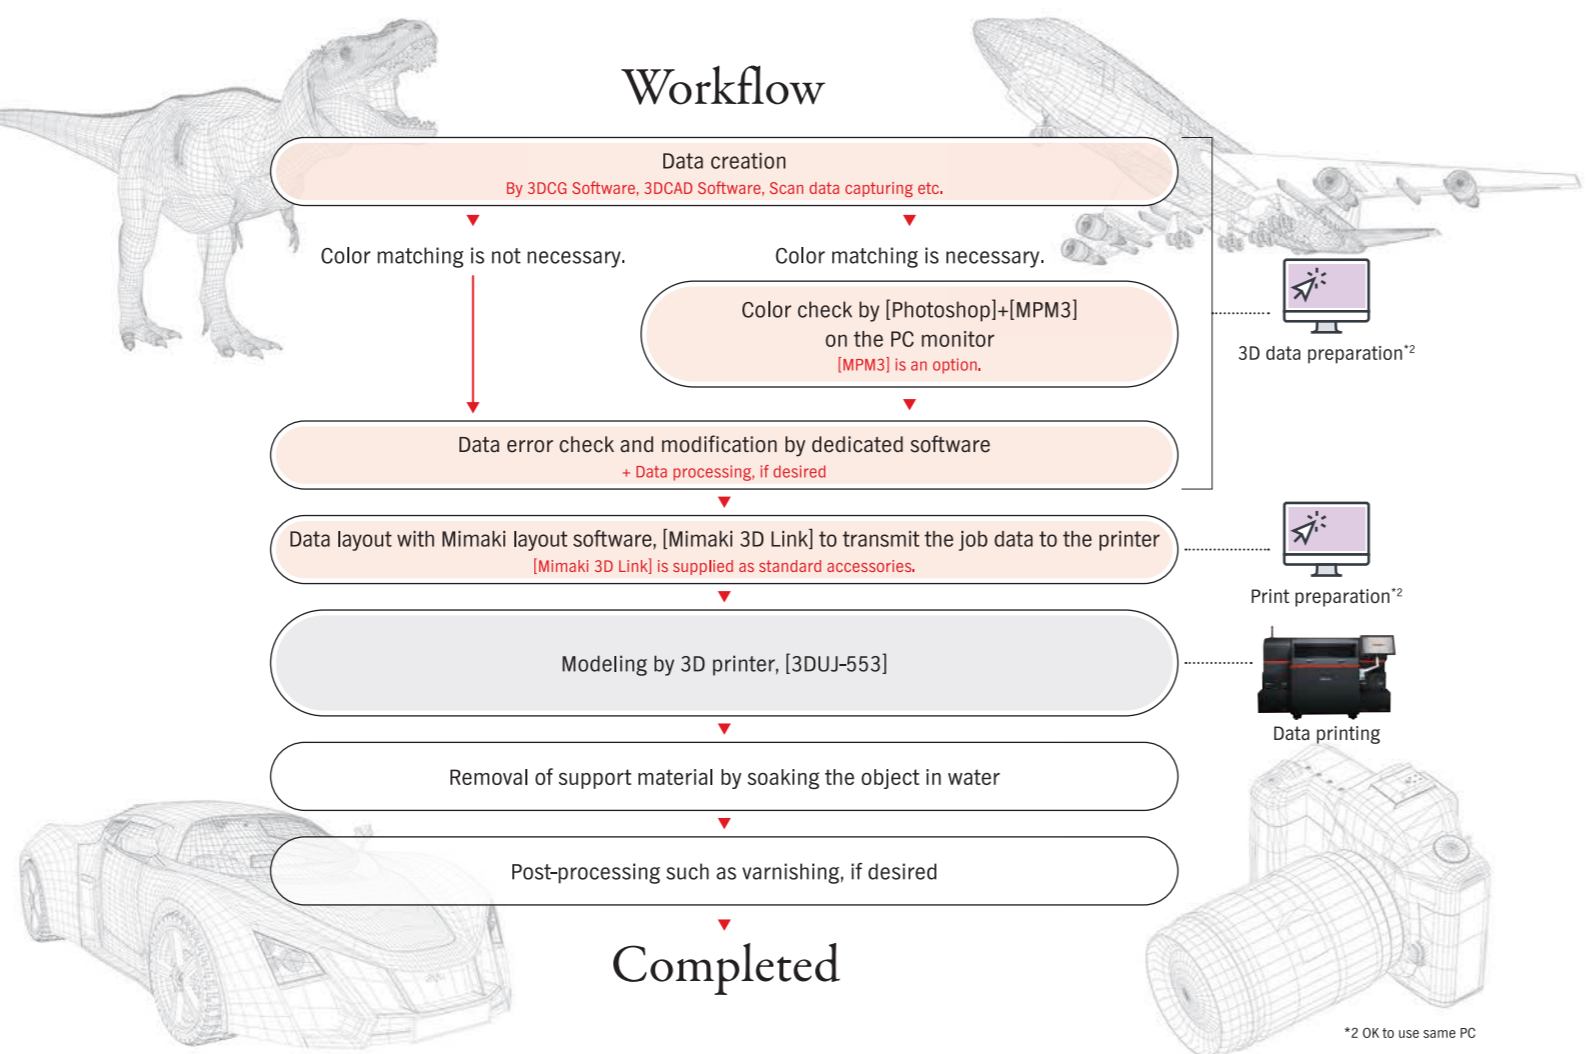 Workflow
Data creation
By 3DCG Software, 3DCAD Software, Scan data capturing etc.
Color matching is not necessary.
Color matching is necessary.
Color check by [Photoshop]+[MPM3]
on the PC monitor
[MPM3] is an option.
3D data preparation*2
Data error check and modification by dedicated software
+ Data processing, if desired
Data layout with Mimaki layout software, [Mimaki 3D Link] to transmit the job data to the printer
[Mimaki 3D Link] is supplied as standard accessories.
Print preparation*2
Modeling by 3D printer, [3DUJ-553]
Data printing
Removal of support material by soaking the object in water
Post-processing such as varnishing, if desired
Completed
*2 OK to use same PC